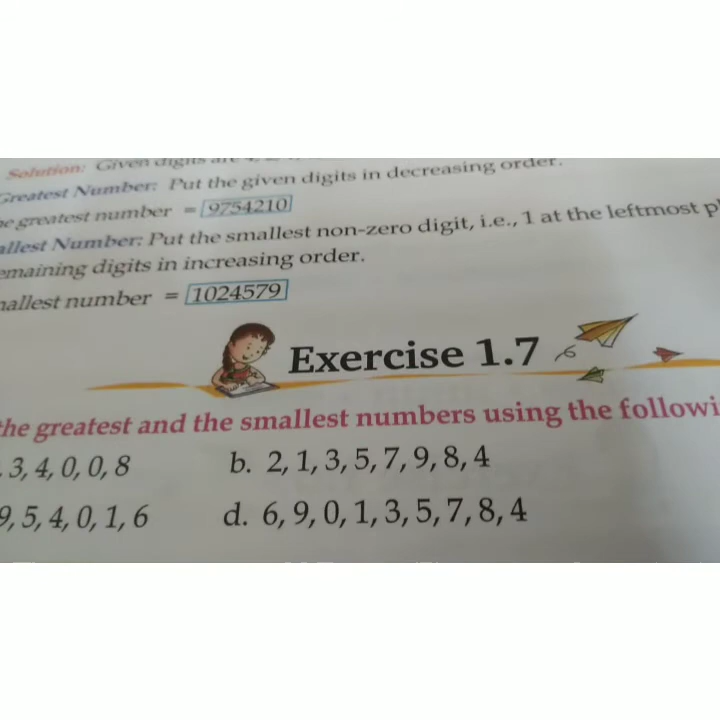 Solution: Given digits are 4, 2,
Greatest Number: Put the given digits in decreasing order.
he greatest number = 9754210
allest Number: Put the smallest non-zero digit, i.e., 1 at the leftmost pl
emaining digits in increasing order.
mallest number = 1024579
Exercise 1.7
the greatest and the smallest numbers using the followi
3, 4, 0, 0, 8 b. 2, 1, 3, 5, 7, 9, 8, 4
9, 5, 4, 0, 1, 6 d. 6, 9, 0, 1, 3, 5, 7, 8, 4